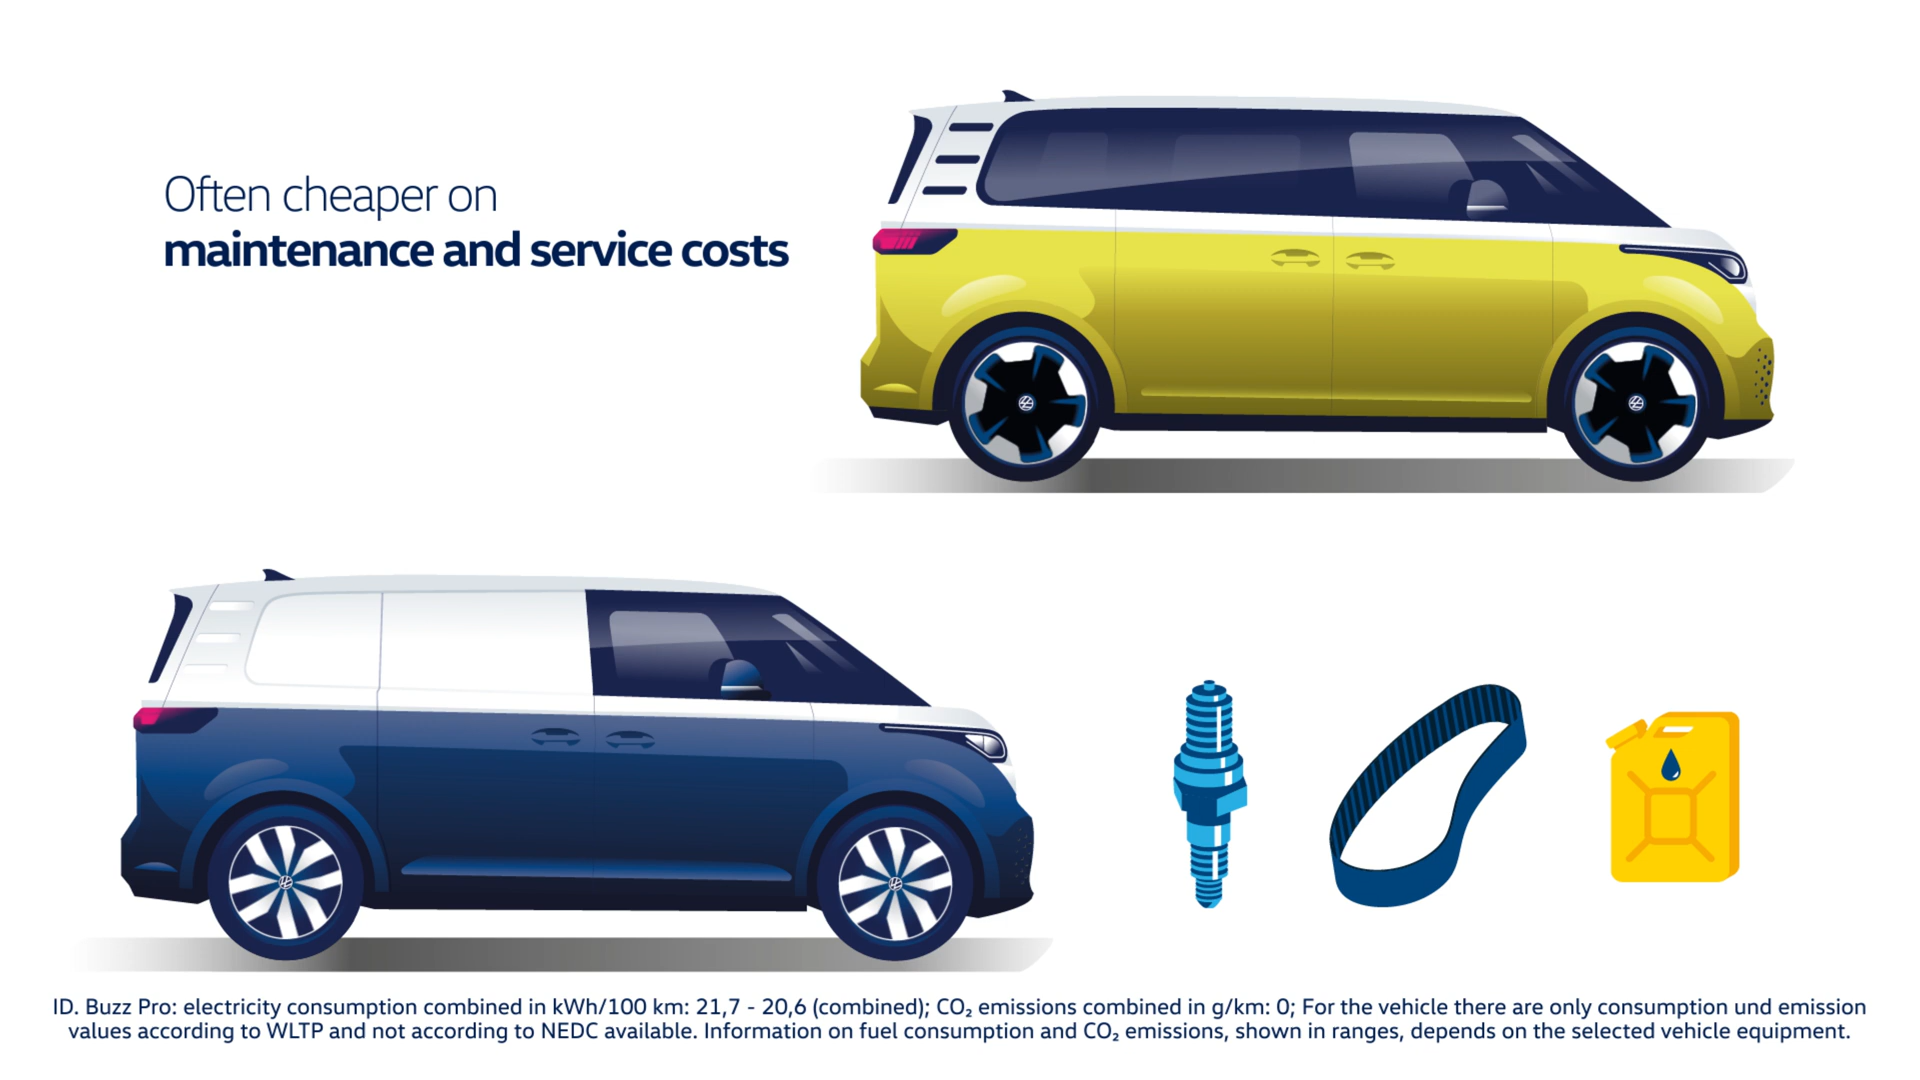 Often cheaper on
maintenance and service costs
ID. Buzz Pro: electricity consumption combined in kWh/100 km: 21,7 - 20,6 (combined); CO₂ emissions combined in g/km: 0; For the vehicle there are only consumption und emission
values according to WLTP and not according to NEDC available. Information on fuel consumption and CO₂ emissions, shown in ranges, depends on the selected vehicle equipment.